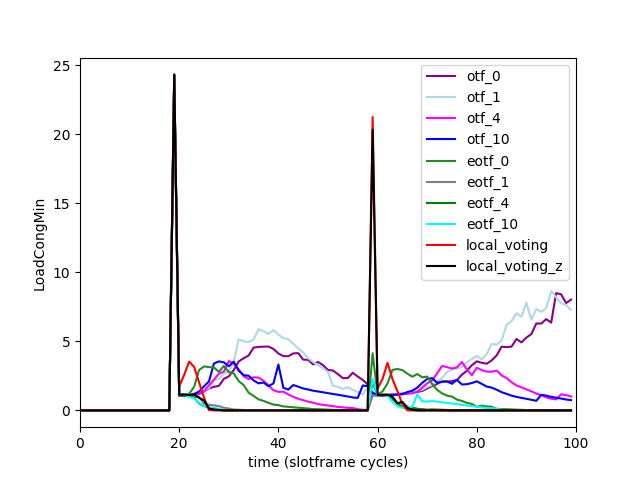 25
20
15
10
5
0
LoadCongMin
0 20 40 60 80 100
time (slotframe cycles)
otf_0
otf_1
otf_4
otf_10
eotf_0
eotf_1
eotf_4
eotf_10
local_voting
local_voting_z